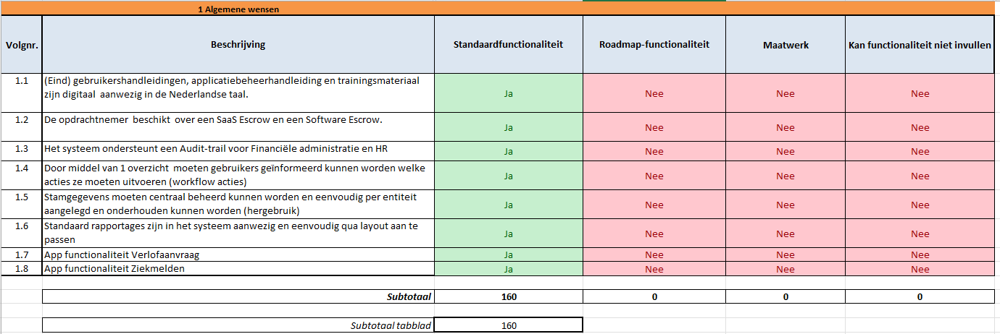 1 Algemene wensen
Volgnr. Beschrijving Standaardfunctionaliteit Roadmap-functionaliteit Maatwerk Kan functionaliteit niet invullen
1.1 (Eind) gebruikershandleidingen, applicatiebeheerhandleiding en trainingsmateriaal
zijn digitaal aanwezig in de Nederlandse taal.
Ja Nee Nee Nee
1.2 De opdrachtnemer beschikt over een SaaS Escrow en een Software Escrow.
Ja Nee Nee Nee
1.3 Het systeem ondersteunt een Audit-trail voor Financiële administratie en HR
Ja Nee Nee Nee
1.4 Door middel van 1 overzicht moeten gebruikers geïnformeerd kunnen worden welke
acties ze moeten uitvoeren (workflow acties)
Ja Nee Nee Nee
1.5 Stamgegevens moeten centraal beheerd kunnen worden en eenvoudig per entiteit
aangelegd en onderhouden kunnen worden (hergebruik)
Ja Nee Nee Nee
1.6 Standaard rapportages zijn in het systeem aanwezig en eenvoudig qua layout aan te
passen
Ja Nee Nee Nee
1.7 App functionaliteit Verlofaanvraag Ja Nee Nee Nee
1.8 App functionaliteit Ziekmelden Ja Nee Nee Nee
Subtotaal 160 0 0 0
Subtotaal tabblad 160